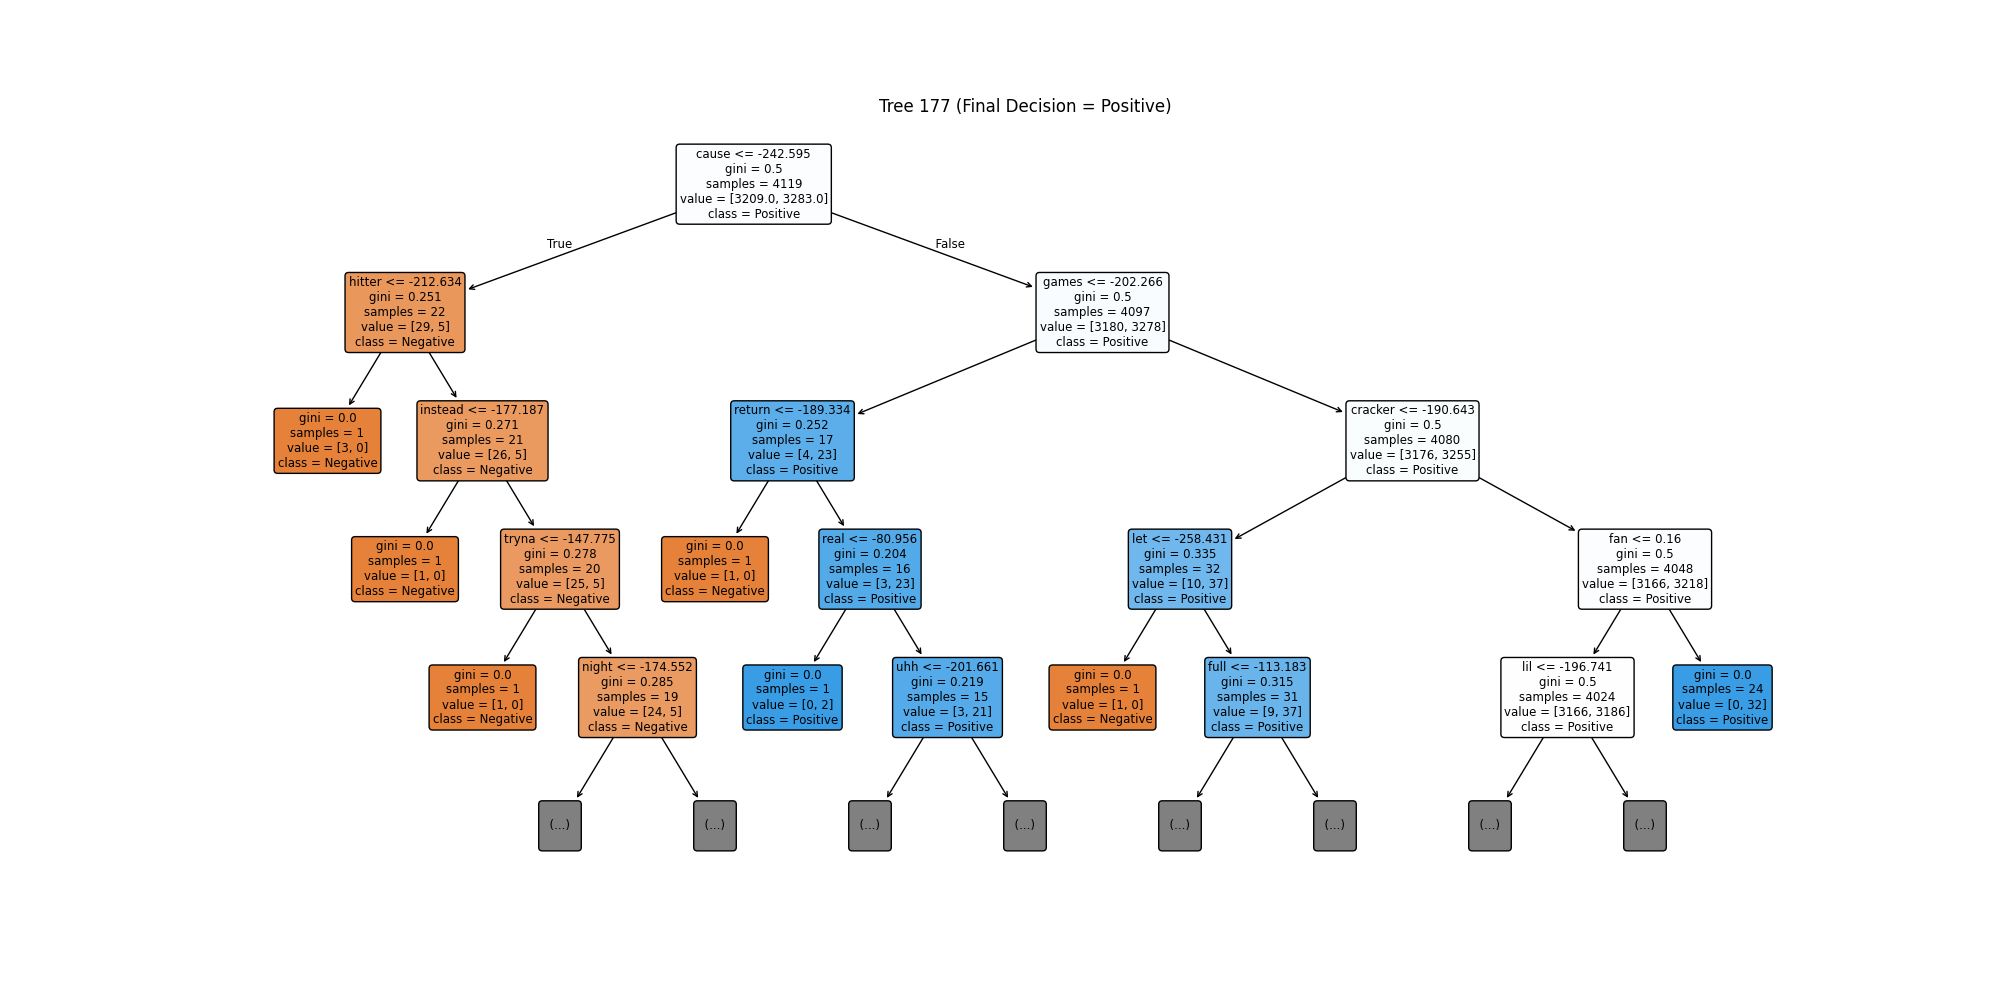 Tree 177 (Final Decision = Positive)
cause <= -242.595
gini = 0.5
samples = 4119
value = [3209.0, 3283.0]
class = Positive
True
False
hitter <= -212.634
gini = 0.251
samples = 22
value = [29, 5]
class = Negative
games <= -202.266
gini = 0.5
samples = 4097
value = [3180, 3278]
class = Positive
gini = 0.0
samples = 1
value = [3, 0]
class = Negative
instead <= -177.187
gini = 0.271
samples = 21
value = [26, 5]
class = Negative
return <= -189.334
gini = 0.252
samples = 17
value = [4, 23]
class = Positive
cracker <= -190.643
gini = 0.5
samples = 4080
value = [3176, 3255]
class = Positive
gini = 0.0
samples = 1
value = [1, 0]
class = Negative
tryna <= -147.775
gini = 0.278
samples = 20
value = [25, 5]
class = Negative
gini = 0.0
samples = 1
value = [1, 0]
class = Negative
real <= -80.956
gini = 0.204
samples = 16
value = [3, 23]
class = Positive
let <= -258.431
gini = 0.335
samples = 32
value = [10, 37]
class = Positive
fan <= 0.16
gini = 0.5
samples = 4048
value = [3166, 3218]
class = Positive
gini = 0.0
samples = 1
value = [1, 0]
class = Negative
night <= -174.552
gini = 0.285
samples = 19
value = [24, 5]
class = Negative
gini = 0.0
samples = 1
value = [0, 2]
class = Positive
uhh <= -201.661
gini = 0.219
samples = 15
value = [3, 21]
class = Positive
gini = 0.0
samples = 1
value = [1, 0]
class = Negative
full <= -113.183
gini = 0.315
samples = 31
value = [9, 37]
class = Positive
lil <= -196.741
gini = 0.5
samples = 4024
value = [3166, 3186]
class = Positive
gini = 0.0
samples = 24
value = [0, 32]
class = Positive
(...)
(...)
(...)
(...)
(...)
(...)
(...)
(...)